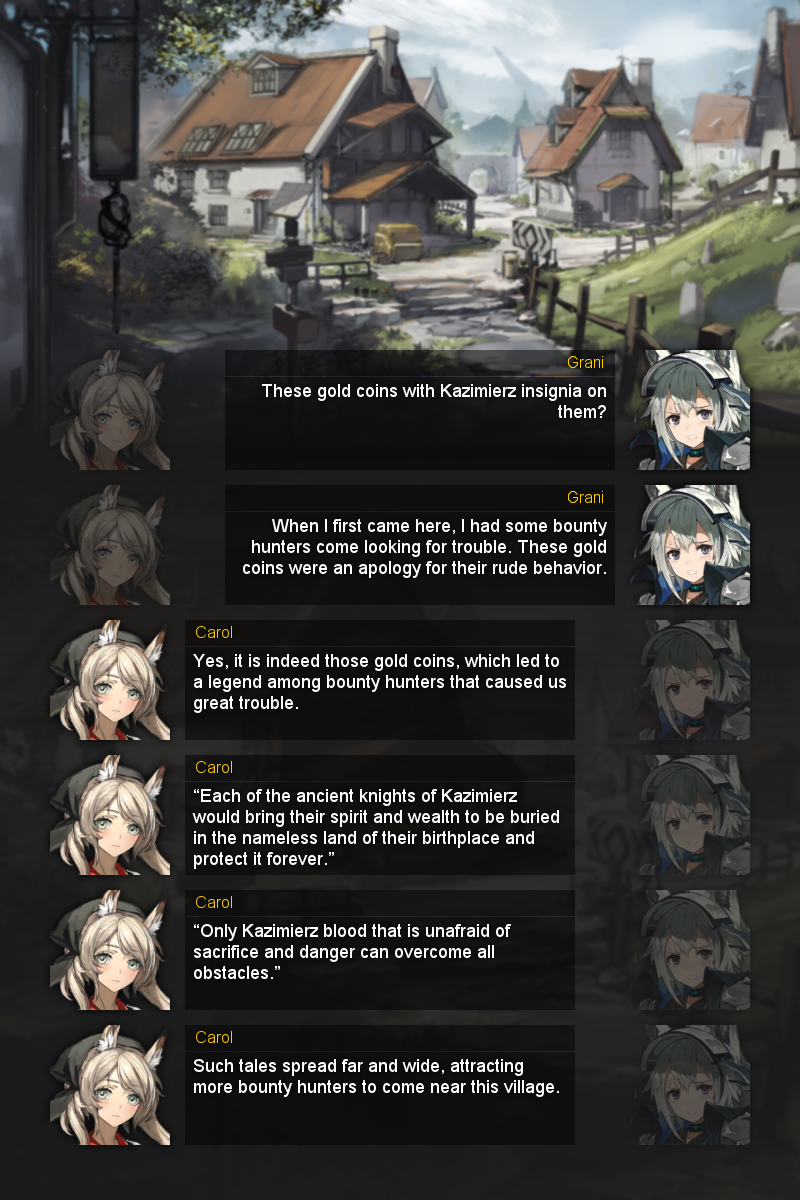 Grani
These gold coins with Kazimierz insignia on
them?
Grani
When I first came here, I had some bounty
hunters come looking for trouble. These gold
coins were an apology for their rude behavior.
Carol
Yes, it is indeed those gold coins, which led to
a legend among bounty hunters that caused us
great trouble.
Carol
“Each of the ancient knights of Kazimierz
would bring their spirit and wealth to be buried
in the nameless land of their birthplace and
protect it forever.”
Carol
“Only Kazimierz blood that is unafraid of
sacrifice and danger can overcome all
obstacles.”
Carol
Such tales spread far and wide, attracting
more bounty hunters to come near this village.